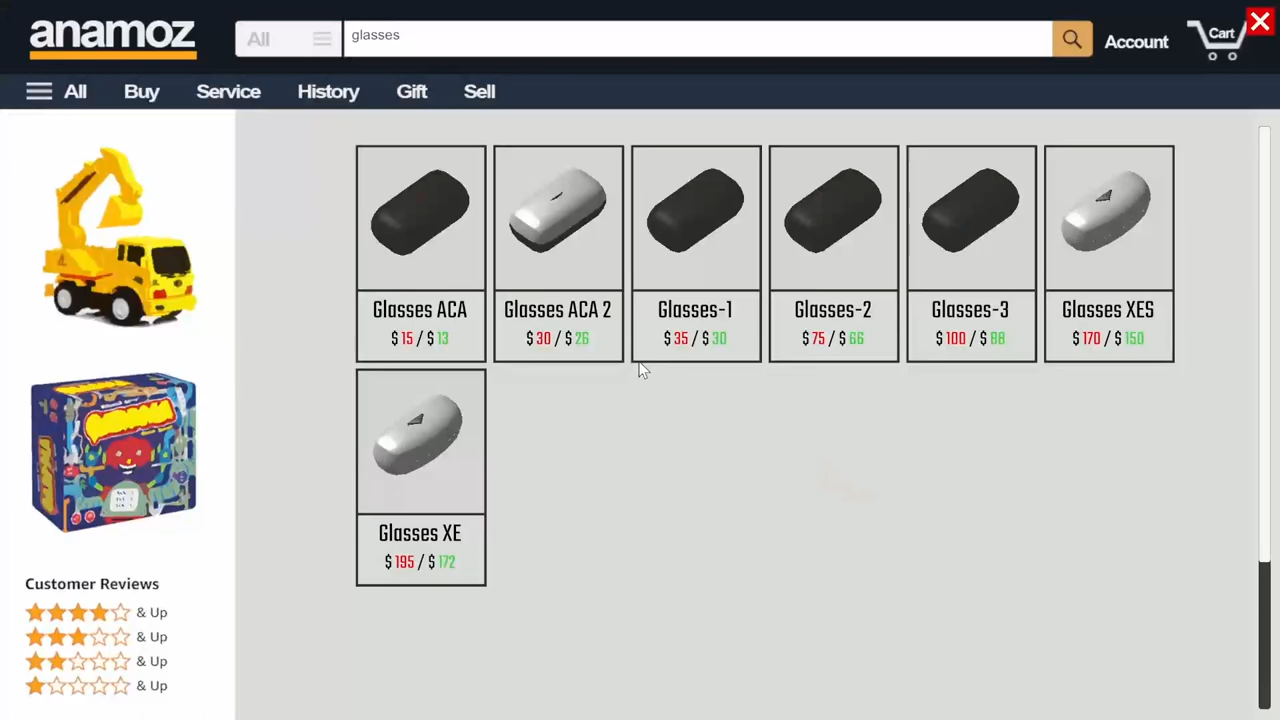 anamoz
All
glasses
Account
Cart
All
Buy
Service
History
Gift
Sell
Glasses ACA
$ 15 / $ 13
Glasses ACA 2
$ 30 / $ 26
Glasses-1
$ 35 / $ 30
Glasses-2
$ 75 / $ 66
Glasses-3
$ 100 / $ 88
Glasses XES
$ 170 / $ 150
Glasses XE
$ 195 / $ 172
Customer Reviews
& Up
& Up
& Up
& Up